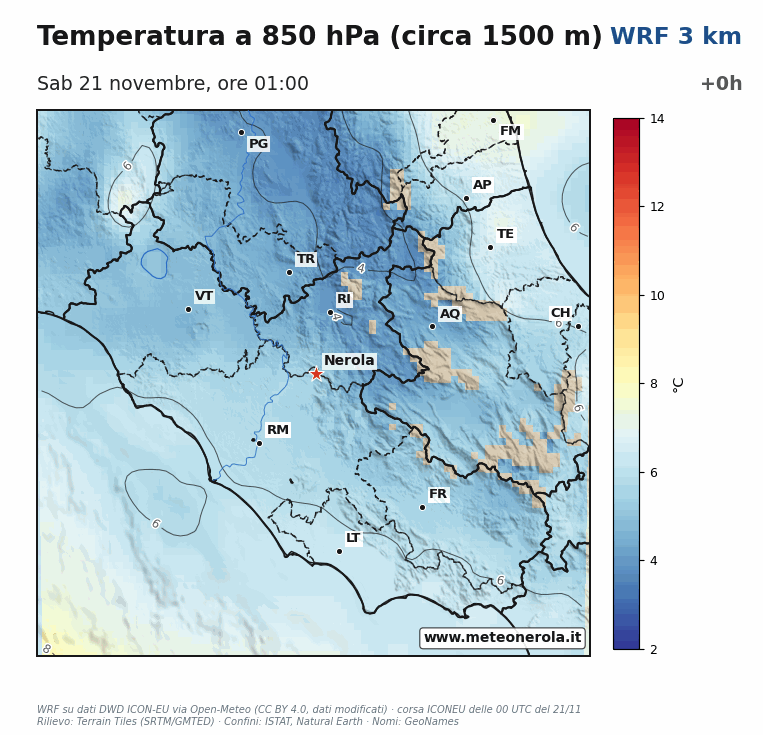 Temperatura a 850 hPa (circa 1500 m) WRF 3 km
Sab 21 novembre, ore 01:00 +0h
FM
PG
6
AP
6
TE
TR
4
VT
RI
4
AQ
CH
6
Nerola
6
RM
6
FR
LT
6
8
www.meteonerola.it
14
12
10
8
6
4
2
°C
WRF su dati DWD ICON-EU via Open-Meteo (CC BY 4.0, dati modificati) · corsa ICONEU delle 00 UTC del 21/11
Rilievo: Terrain Tiles (SRTM/GMTED) · Confini: ISTAT, Natural Earth · Nomi: GeoNames